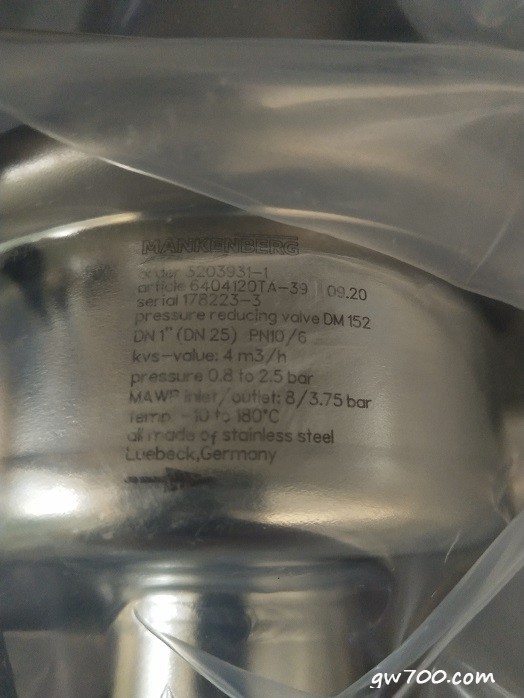 MANKENBERG
order 3203931-1
article 6404120TA-39 | 09.20
serial 178223-3
pressure reducing valve DM 152
DN 1" (DN 25) PN10/6
kvs-value: 4 m3/h
pressure 0.8 to 2.5 bar
MAWP inlet/outlet: 8/3.75 bar
Temp -10 to 180°C
all made of stainless steel
Luebeck,Germany
gw700.com